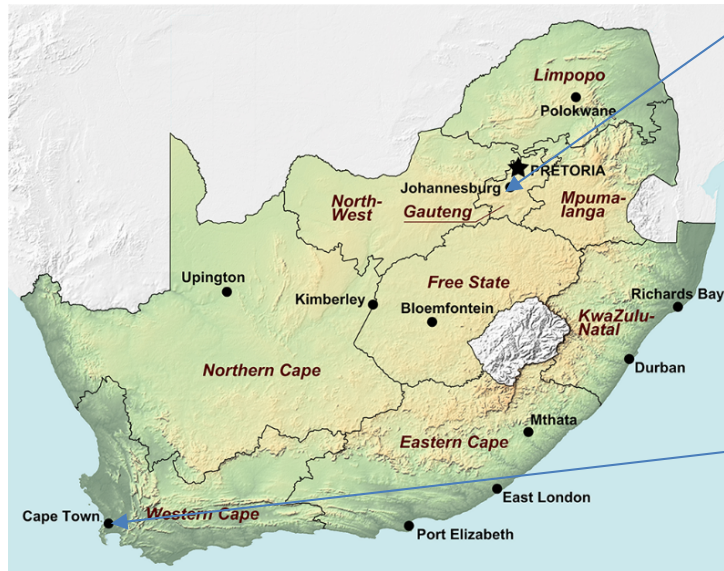 Limpopo
Polokwane
PRETORIA
Johannesburg
North-
West
Gauteng
Mpuma-
langa
Upington
Kimberley
Free State
Bloemfontein
Richards Bay
KwaZulu-
Natal
Northern Cape
Durban
Mthata
Eastern Cape
East London
Cape Town
Western Cape
Port Elizabeth